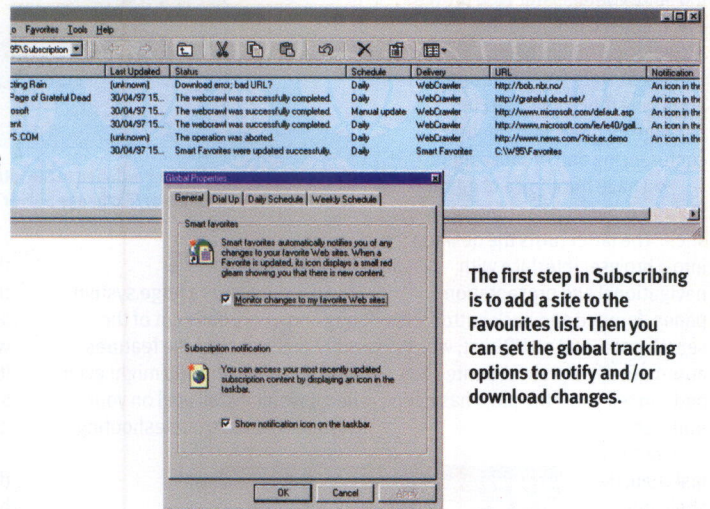 Favorites Tools Help
95\Subscription
Last Updated Status Schedule Delivery URL Notification
cting Rain (unknown) Download error; bad URL? Daily WebCrawler http://bob.nbt.no/ An icon in the
Page of Grateful Dead 30/04/97 15... The webcrawl was successfully completed. Daily WebCrawler http://grateful.dead.net/ An icon in the
osoft 30/04/97 15... The webcrawl was successfully completed. Manual update WebCrawler http://www.microsoft.com/default.asp An icon in the
ent 30/04/97 15... The webcrawl was successfully completed. Daily WebCrawler http://www.microsoft.com/ie/ie40/gall... An icon in the
S.COM (unknown) The operation was aborted. Daily WebCrawler http://www.news.com/?ticker.demo An icon in the
30/04/97 15... Smart Favorites were updated successfully. Daily Smart Favorites C:\W95\Favorites
Global Properties
General Dial Up Daily Schedule Weekly Schedule
Smart favorites
Smart favorites automatically notifies you of any
changes to your favorite Web sites. When a
Favorite is updated, its icon displays a small red
gleam showing you that there is new content.
Monitor changes to my favorite Web sites.
Subscription notification
You can access your most recently updated
subscription content by displaying an icon in the
taskbar.
Show notification icon on the taskbar.
OK Cancel Apply
The first step in Subscribing
is to add a site to the
Favourites list. Then you
can set the global tracking
options to notify and/or
download changes.